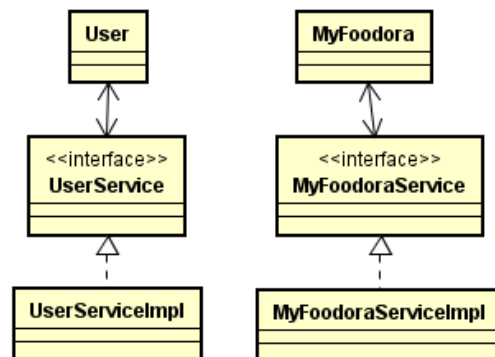 User
MyFoodora
<<interface>>
UserService
<<interface>>
MyFoodoraService
UserServiceImpl
MyFoodoraServiceImpl